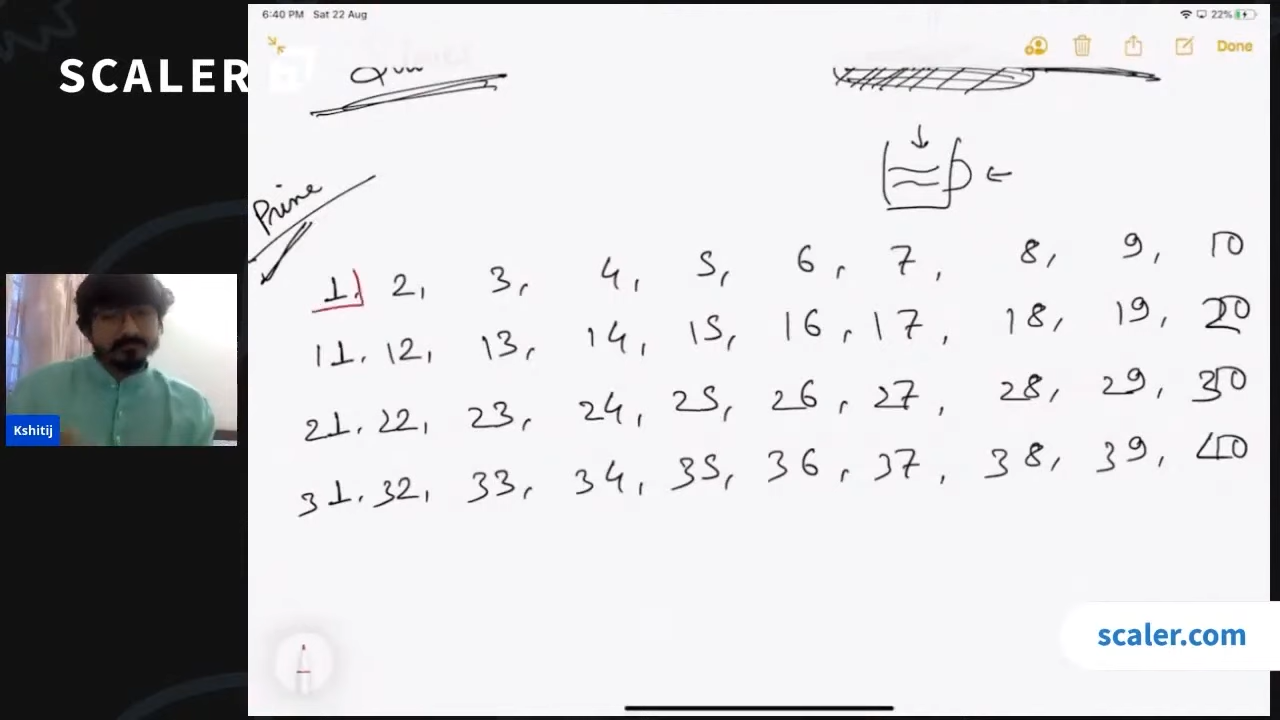 6:40 PM Sat 22 Aug
22%
SCALER
Done
Prime
1, 2, 3, 4, 5, 6, 7, 8, 9, 10
11, 12, 13, 14, 15, 16, 17, 18, 19, 20
21, 22, 23, 24, 25, 26, 27, 28, 29, 30
31, 32, 33, 34, 35, 36, 37, 38, 39, 40
Kshitij
scaler.com